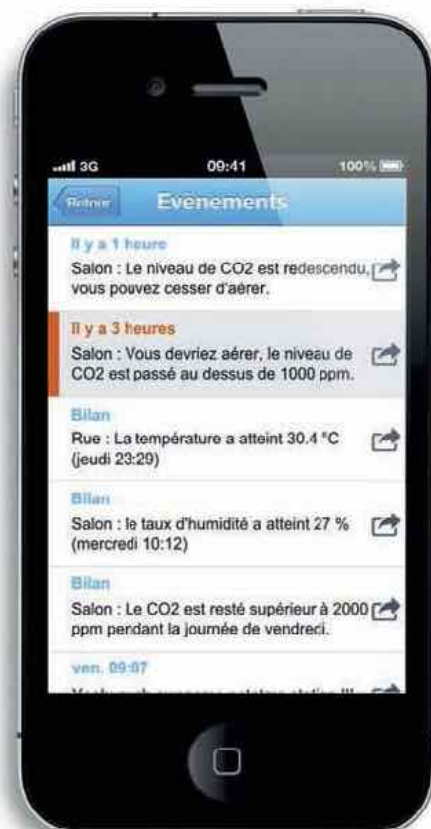 3G 09:41 100%
Retour Evènements
Il y a 1 heure
Salon : Le niveau de CO2 est redescendu,
vous pouvez cesser d'aérer.
Il y a 3 heures
Salon : Vous devriez aérer, le niveau de
CO2 est passé au dessus de 1000 ppm.
Bilan
Rue : La température a atteint 30.4 °C
(jeudi 23:29)
Bilan
Salon : le taux d'humidité a atteint 27 %
(mercredi 10:12)
Bilan
Salon : Le CO2 est resté supérieur à 2000
ppm pendant la journée de vendreci.
ven. 09:07